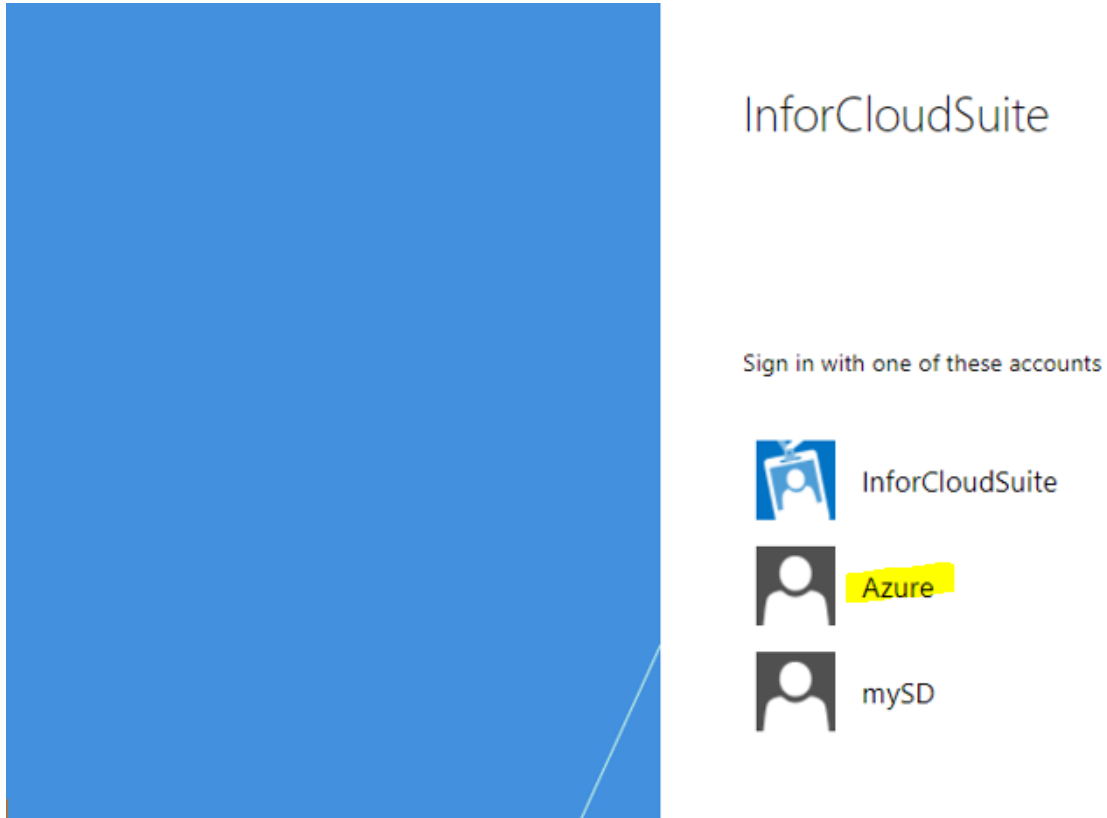 InforCloudSuite
Sign in with one of these accounts
InforCloudSuite
Azure
mySD